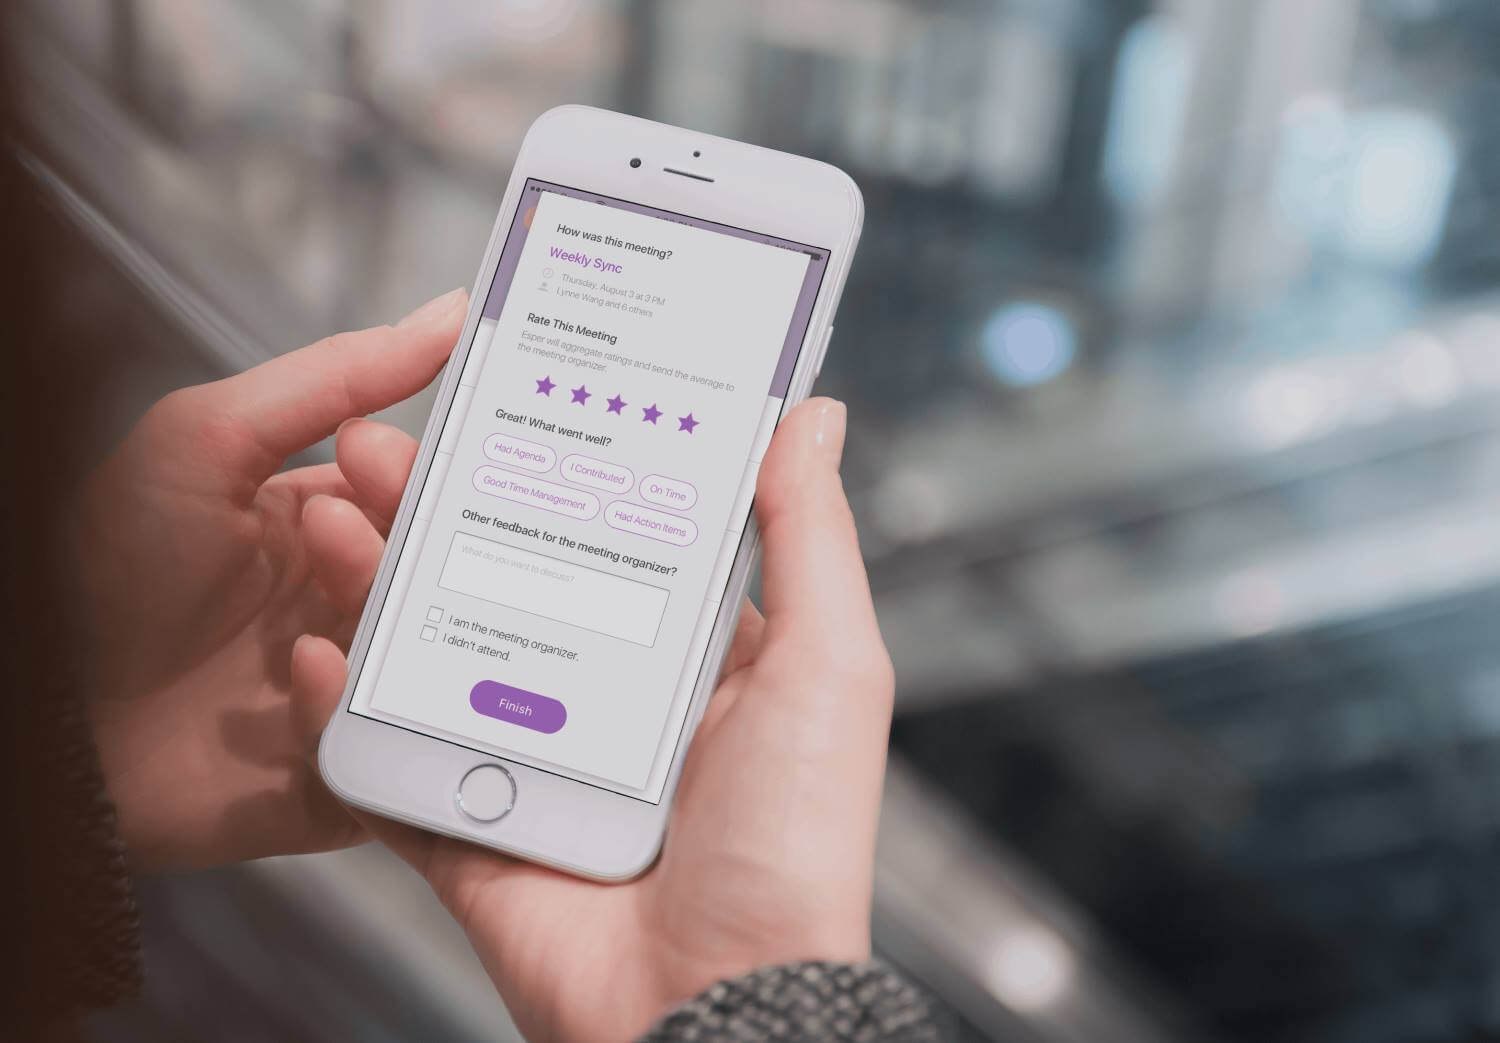 How was this meeting?
Weekly Sync
Thursday, August 3 at 3 PM
Lynne Wang and 6 others
Rate This Meeting
Esper will aggregate ratings and send the average to
the meeting organizer.
Great! What went well?
Had Agenda
I Contributed
On Time
Good Time Management
Had Action Items
Other feedback for the meeting organizer?
What do you want to discuss?
I am the meeting organizer.
I didn't attend.
Finish